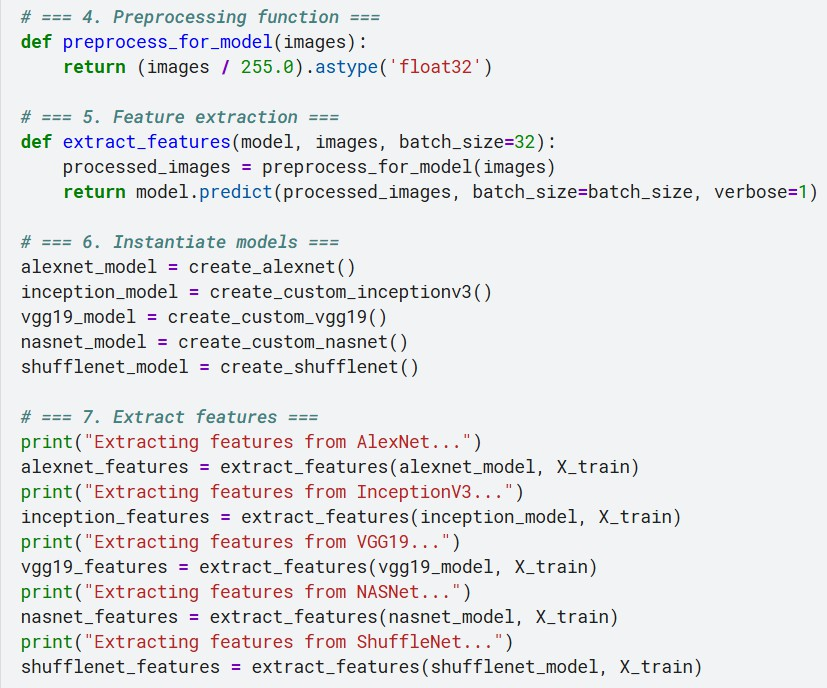 # === 4. Preprocessing function ===
def preprocess_for_model(images):
    return (images / 255.0).astype('float32')

# === 5. Feature extraction ===
def extract_features(model, images, batch_size=32):
    processed_images = preprocess_for_model(images)
    return model.predict(processed_images, batch_size=batch_size, verbose=1)

# === 6. Instantiate models ===
alexnet_model = create_alexnet()
inception_model = create_custom_inceptionv3()
vgg19_model = create_custom_vgg19()
nasnet_model = create_custom_nasnet()
shufflenet_model = create_shufflenet()

# === 7. Extract features ===
print("Extracting features from AlexNet...")
alexnet_features = extract_features(alexnet_model, X_train)
print("Extracting features from InceptionV3...")
inception_features = extract_features(inception_model, X_train)
print("Extracting features from VGG19...")
vgg19_features = extract_features(vgg19_model, X_train)
print("Extracting features from NASNet...")
nasnet_features = extract_features(nasnet_model, X_train)
print("Extracting features from ShuffleNet...")
shufflenet_features = extract_features(shufflenet_model, X_train)